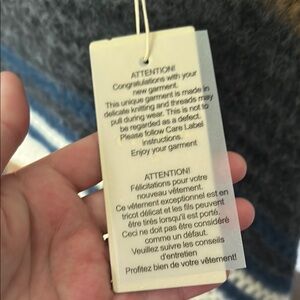 ATTENTION!
Congratulations with your
new garment.
This unique garment is made in
delicate knitting and threads may
pull during wear. This is not to
be regarded as a defect.
Please follow Care Label
instructions.
Enjoy your garment
ATTENTION!
Félicitations pour votre
nouveau vêtement.
Ce vêtement exceptionnel est en
tricot délicat et les fils peuvent
être tirés lorsqu'il est porté.
Ceci ne doit pas être considéré
comme un défaut.
Veuillez suivre les conseils
d'entretien
Profitez bien de votre vêtement!